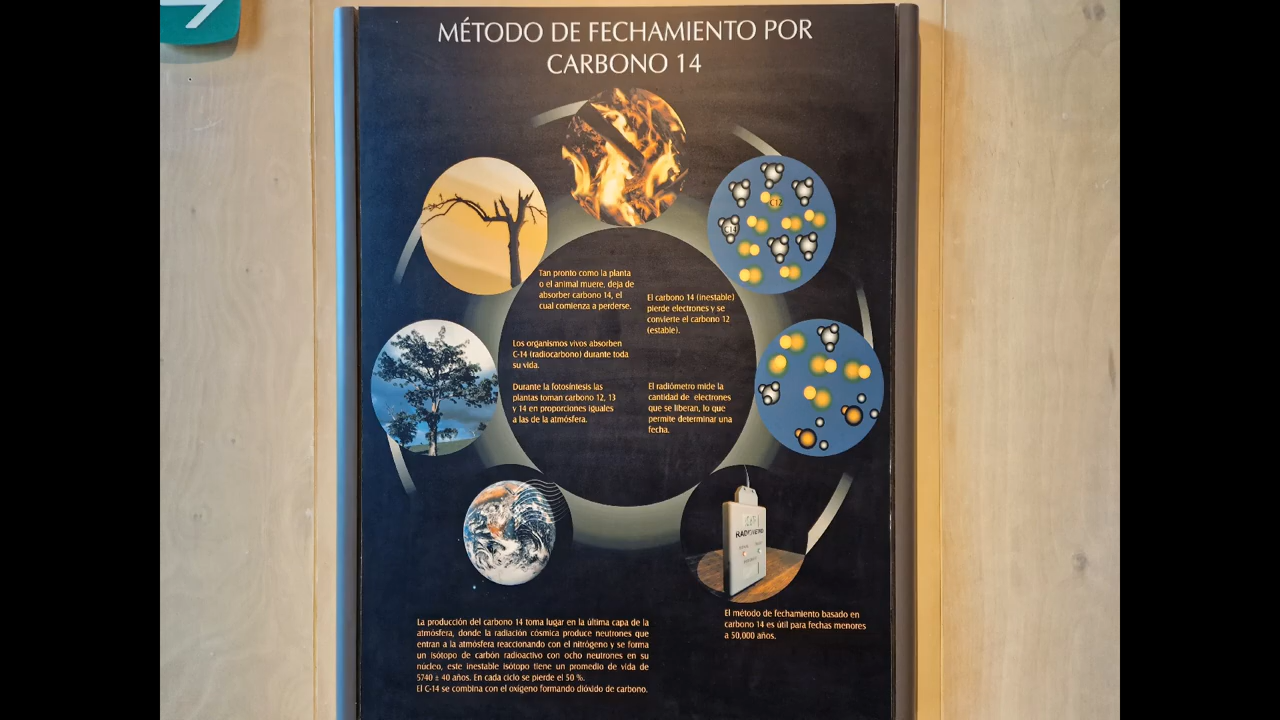 MÉTODO DE FECHAMIENTO POR
CARBONO 14
C12
C14
Tan pronto como la planta
o el animal muere, deja de
absorber carbono 14, el
cual comienza a perderse.
El carbono 14 (inestable)
pierde electrones y se
convierte el carbono 12
(estable).
Los organismos vivos absorben
C-14 (radiocarbono) durante toda
su vida.
Durante la fotosíntesis las
plantas toman carbono 12, 13
y 14 en proporciones iguales
a las de la atmósfera.
El radiómetro mide la
cantidad de electrones
que se liberan, lo que
permite determinar una
fecha.
El método de fechamiento basado en
carbono 14 es útil para fechas menores
a 50,000 años.
La producción del carbono 14 toma lugar en la última capa de la
atmósfera, donde la radiación cósmica produce neutrones que
entran a la atmósfera reaccionando con el nitrógeno y se forma
un isótopo de carbón radioactivo con ocho neutrones en su
núcleo, este inestable isótopo tiene un promedio de vida de
5740 ± 40 años. En cada ciclo se pierde el 50 %.
El C-14 se combina con el oxígeno formando dióxido de carbono.